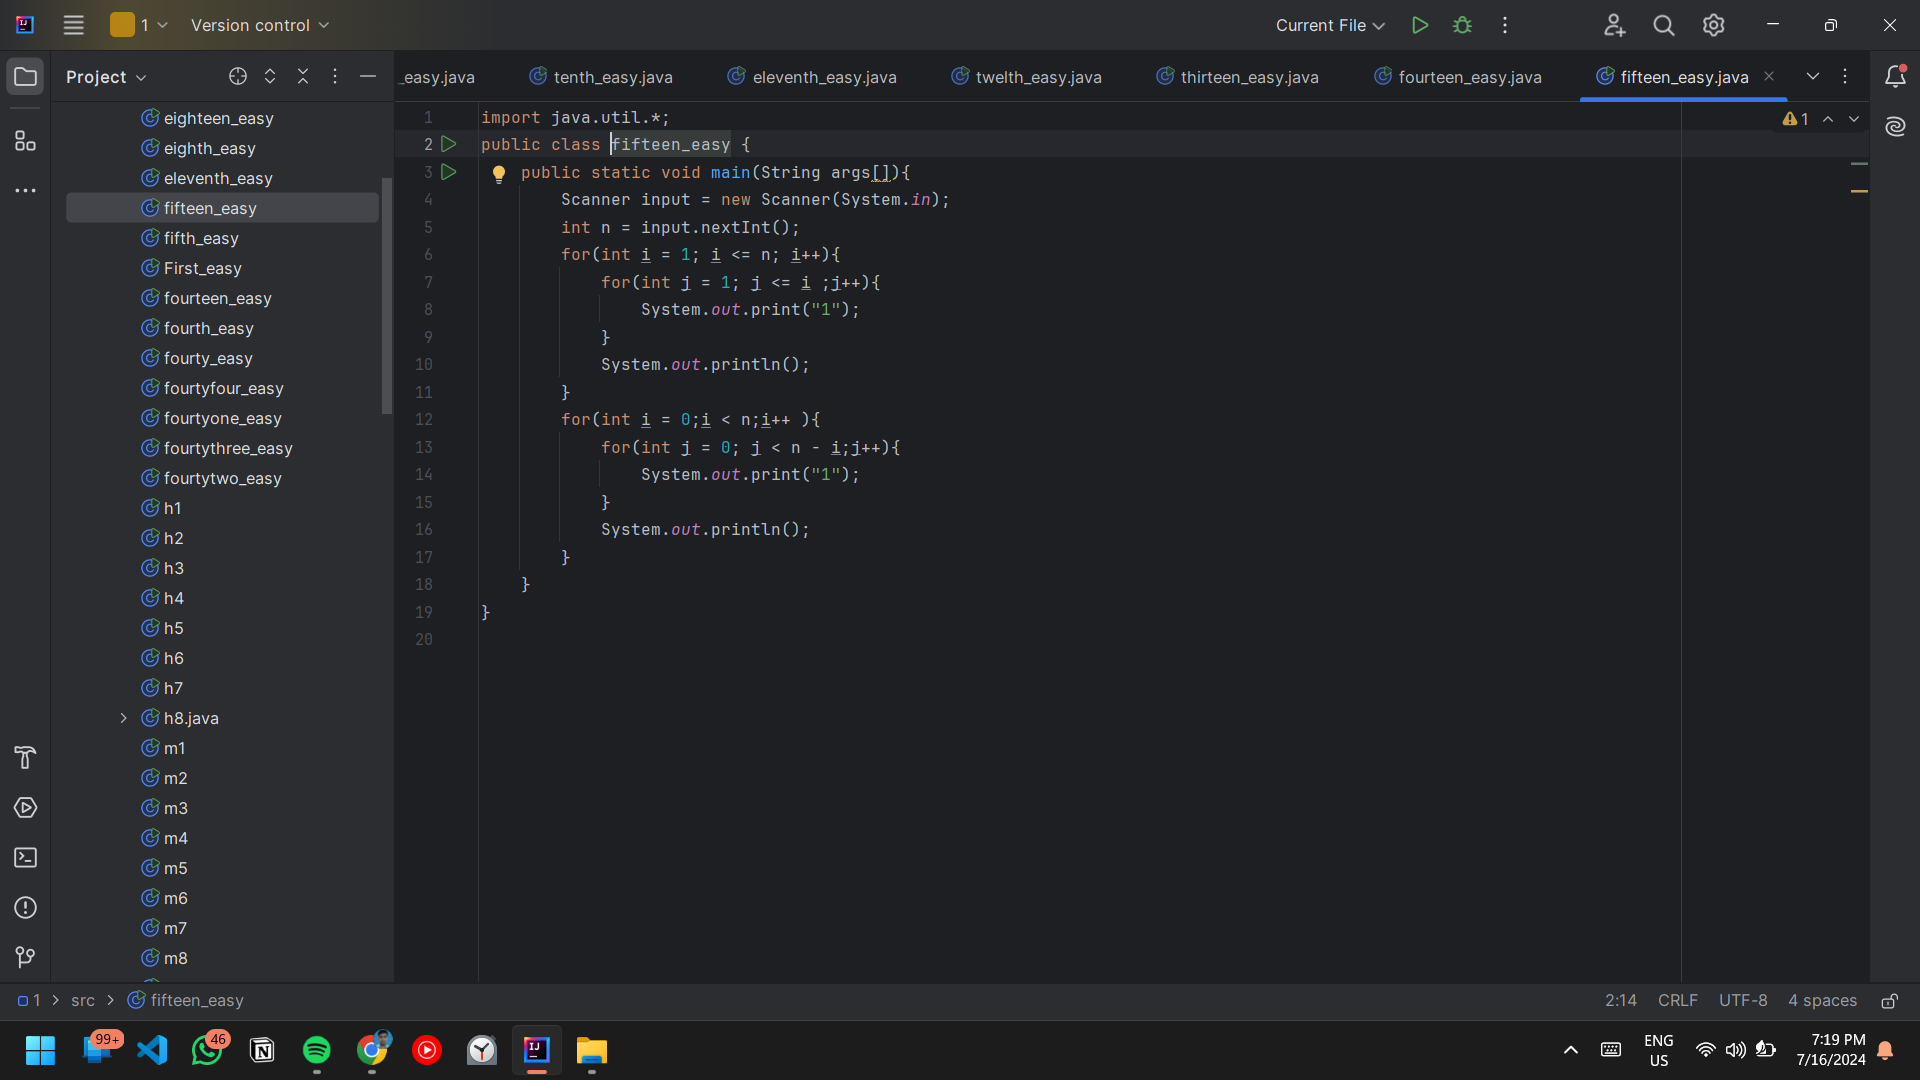 1
Version control
Current File
Project
_easy.java
tenth_easy.java
eleventh_easy.java
twelth_easy.java
thirteen_easy.java
fourteen_easy.java
fifteen_easy.java
eighteen_easy
eighth_easy
eleventh_easy
fifteen_easy
fifth_easy
First_easy
fourteen_easy
fourth_easy
fourty_easy
fourtyfour_easy
fourtyone_easy
fourtythree_easy
fourtytwo_easy
h1
h2
h3
h4
h5
h6
h7
h8.java
m1
m2
m3
m4
m5
m6
m7
m8
1 import java.util.*;
2 public class fifteen_easy {
3 public static void main(String args[]){
4 Scanner input = new Scanner(System.in);
5 int n = input.nextInt();
6 for(int i = 1; i <= n; i++){
7 for(int j = 1; j <= i ;j++){
8 System.out.print("1");
9 }
10 System.out.println();
11 }
12 for(int i = 0;i < n;i++ ){
13 for(int j = 0; j < n - i;j++){
14 System.out.print("1");
15 }
16 System.out.println();
17 }
18 }
19 }
20
1
1 src fifteen_easy
2:14 CRLF UTF-8 4 spaces
99+
46
ENG
US
7:19 PM
7/16/2024